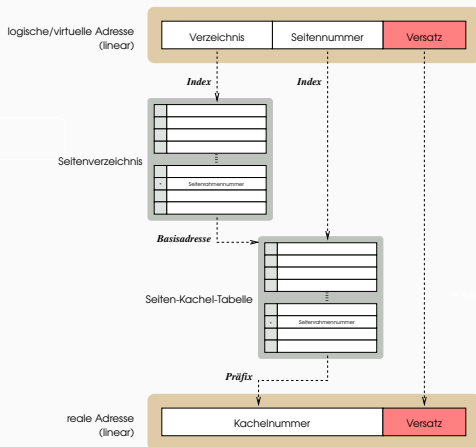 logische/virtuelle Adresse
(linear)
Verzeichnis
Seitennummer
Versatz
Index
Index
Seitenverzeichnis
Seitenrahmennummer
Basisadresse
Seiten-Kachel-Tabelle
Seitenrahmennummer
Präfix
reale Adresse
(linear)
Kachelnummer
Versatz